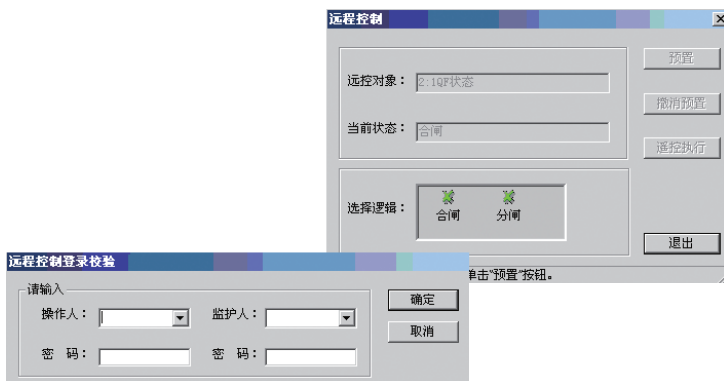 远程控制
远控对象： 2:1QF状态
当前状态： 合闸
选择逻辑： 合闸 分闸
预置
撤消预置
遥控执行
退出
单击"预置"按钮。
远程控制登录校验
请输入
操作人： 监护人：
密 码： 密 码：
确定
取消